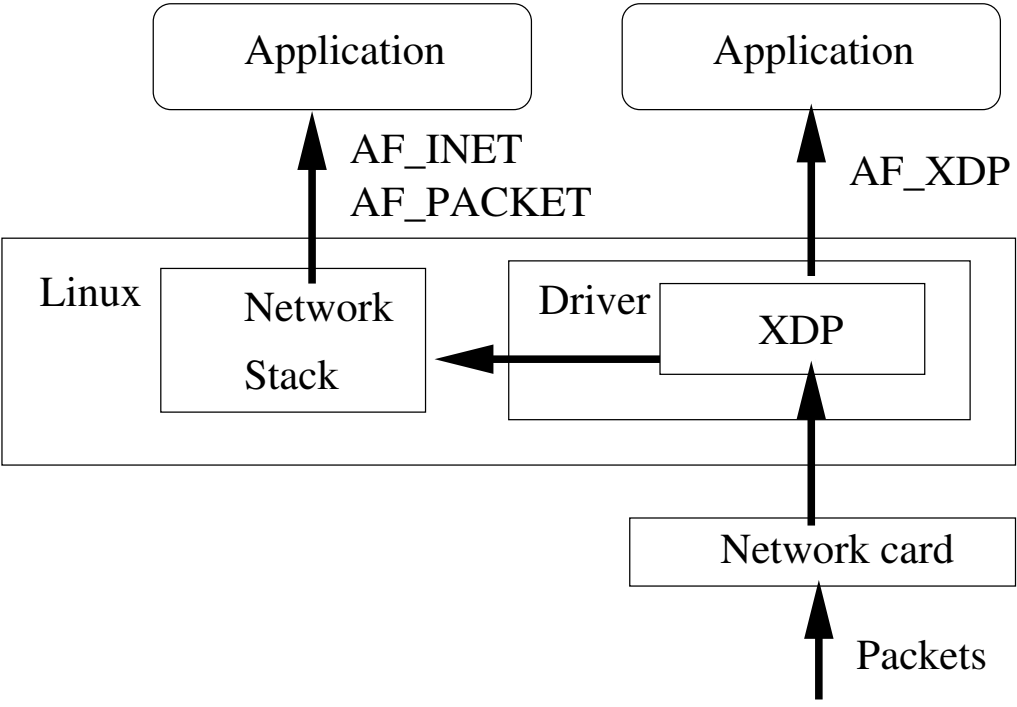 Application
Application
AF_INET
AF_PACKET
AF_XDP
Linux
Network
Stack
Driver
XDP
Network card
Packets